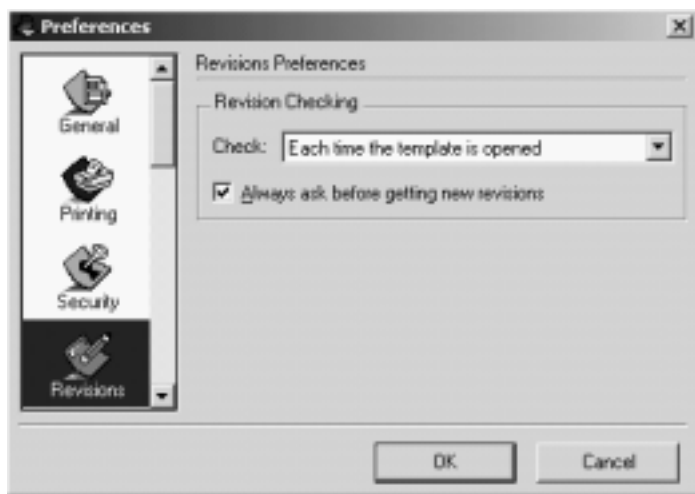 Preferences
General
Printing
Security
Revisions
Revisions Preferences
Revision Checking
Check: Each time the template is opened
Always ask before getting new revisions
OK Cancel